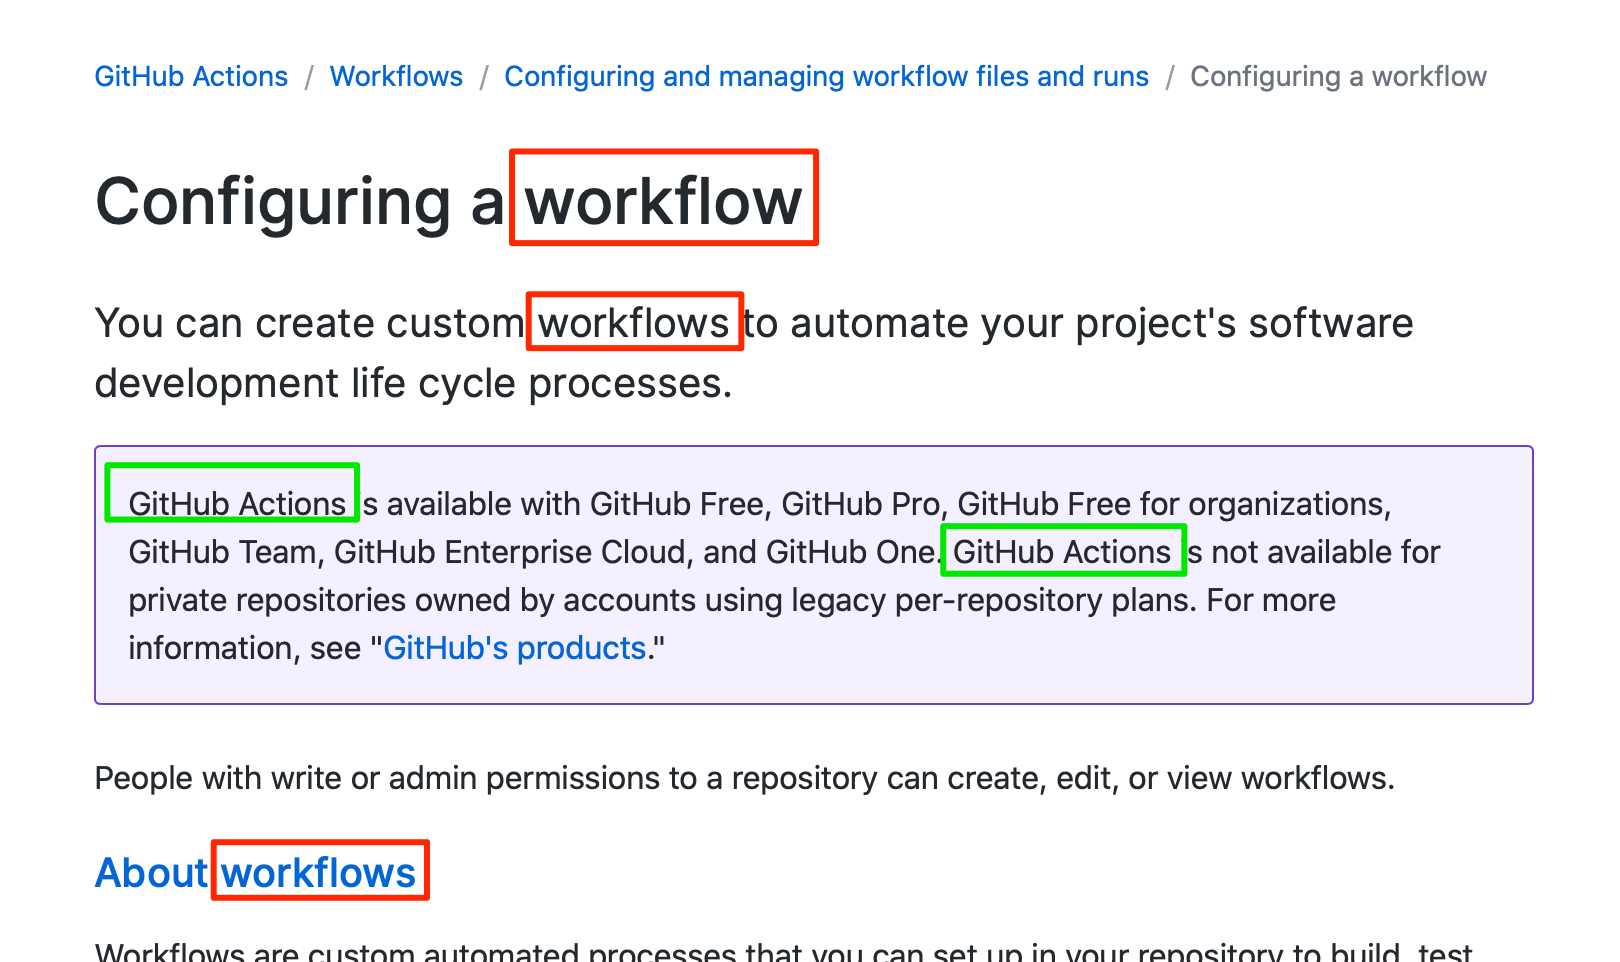 GitHub Actions / Workflows / Configuring and managing workflow files and runs / Configuring a workflow
Configuring a workflow
You can create custom workflows to automate your project's software
development life cycle processes.
GitHub Actions is available with GitHub Free, GitHub Pro, GitHub Free for organizations,
GitHub Team, GitHub Enterprise Cloud, and GitHub One. GitHub Actions is not available for
private repositories owned by accounts using legacy per-repository plans. For more
information, see "GitHub's products."
People with write or admin permissions to a repository can create, edit, or view workflows.
About workflows
Workflows are custom automated processes that you can set up in your repository to build, test,